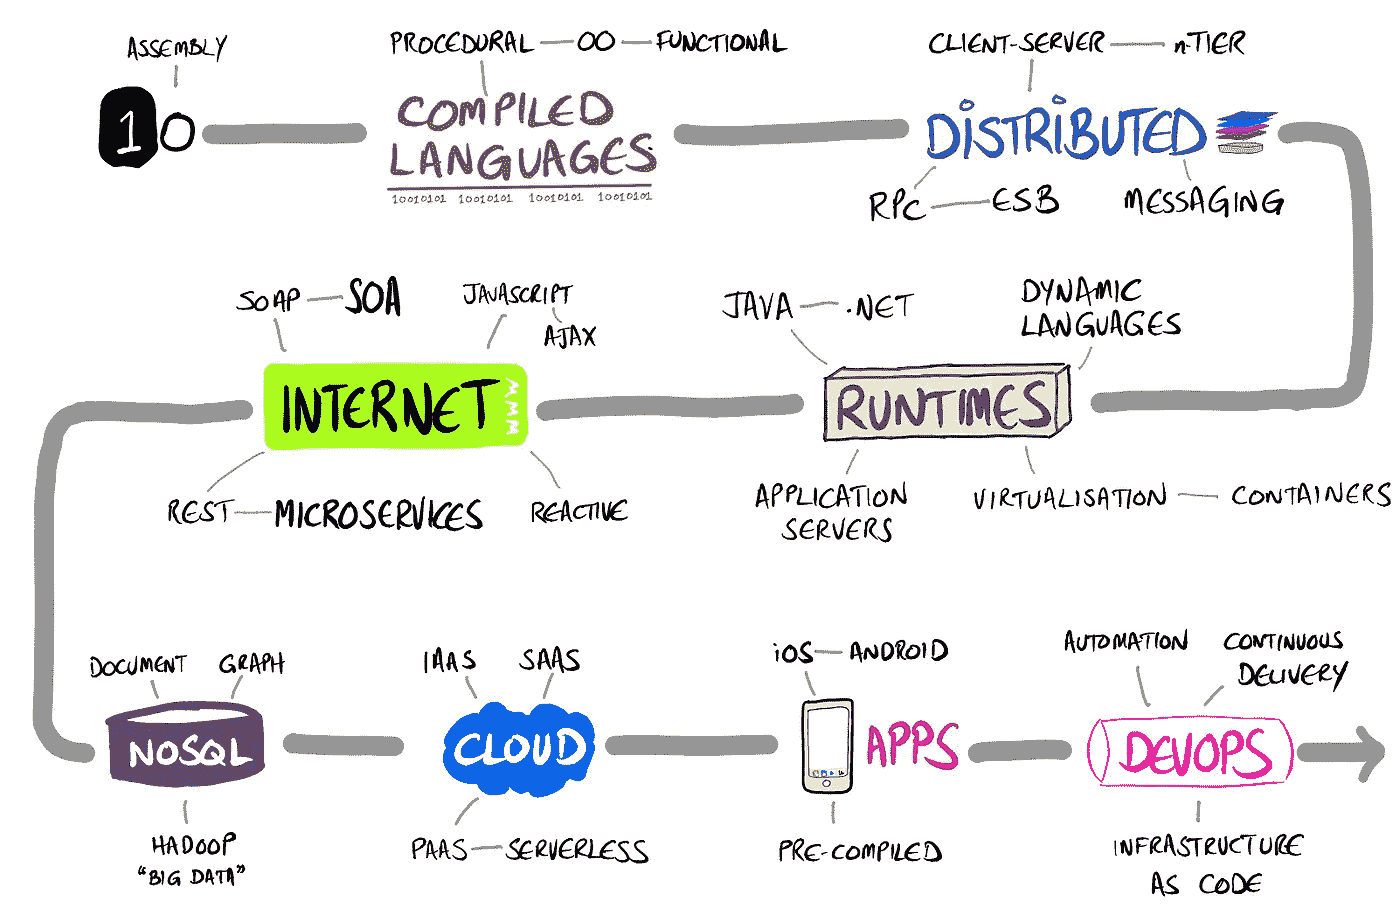 ASSEMBLY
10
PROCEDURAL — OO — FUNCTIONAL
COMPILED
LANGUAGES
10010101 10010101 10010101 10010101
CLIENT-SERVER — n-TIER
DISTRIBUTED
RPC — ESB
MESSAGING
JAVA — .NET
DYNAMIC
LANGUAGES
RUNTIMES
APPLICATION
SERVERS
VIRTUALISATION — CONTAINERS
SOAP — SOA
JAVASCRIPT
AJAX
INTERNET
WWW
REST — MICROSERVICES
REACTIVE
DOCUMENT
GRAPH
NOSQL
HADOOP
"BIG DATA"
IAAS
SAAS
CLOUD
PAAS — SERVERLESS
iOS — ANDROID
APPS
PRE-COMPILED
AUTOMATION
CONTINUOUS
DELIVERY
DEVOPS
INFRASTRUCTURE
AS CODE